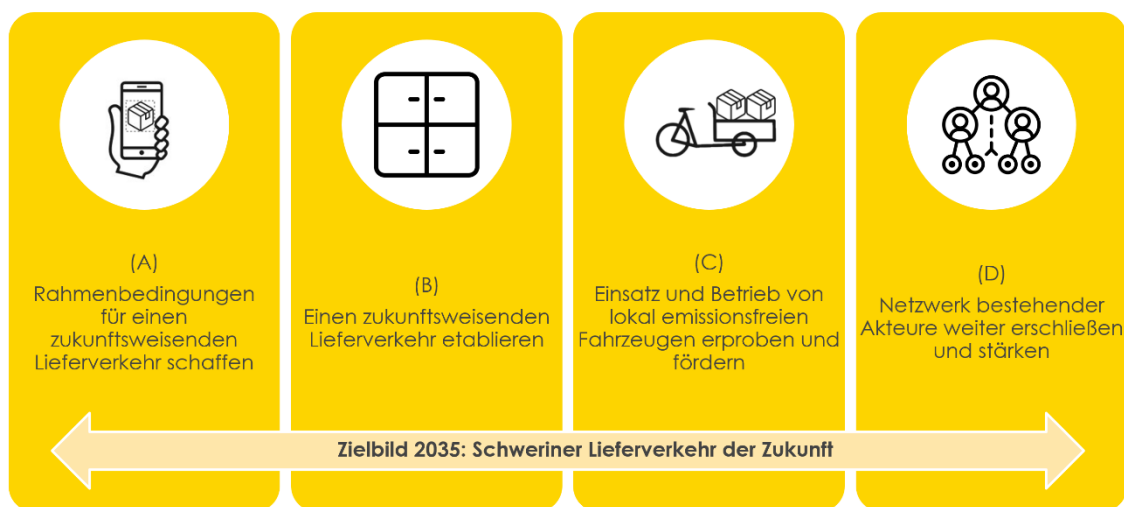 (A)
Rahmenbedingungen
für einen
zukunftsweisenden
Lieferverkehr schaffen
(B)
Einen zukunftsweisenden
Lieferverkehr etablieren
(C)
Einsatz und Betrieb von
lokal emissionsfreien
Fahrzeugen erproben und
fördern
(D)
Netzwerk bestehender
Akteure weiter erschließen
und stärken
Zielbild 2035: Schweriner Lieferverkehr der Zukunft